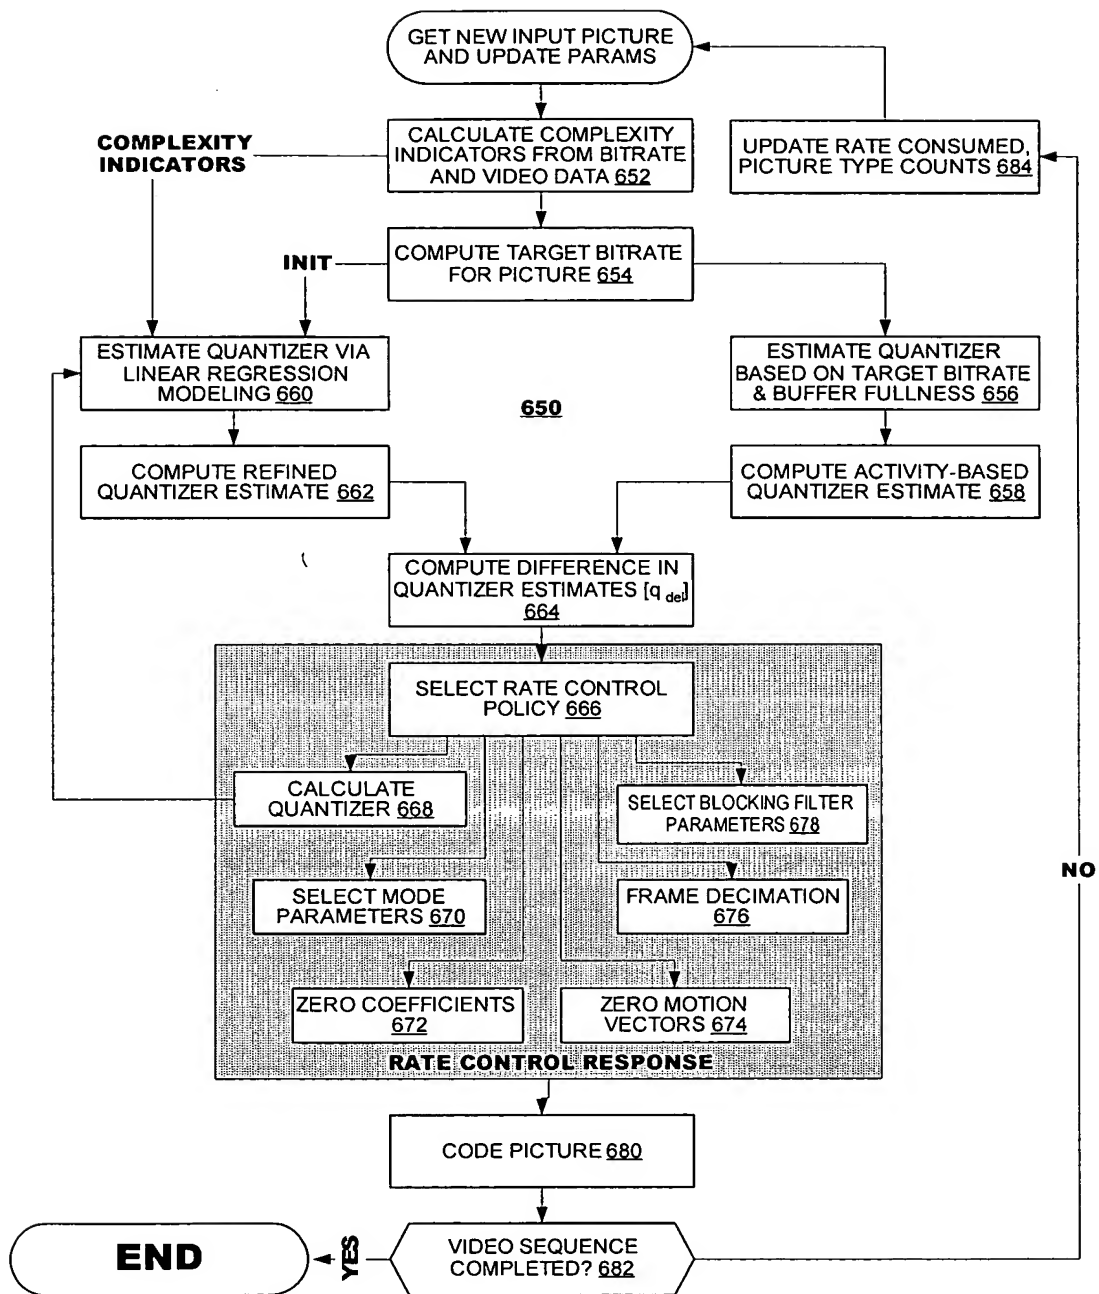 GET NEW INPUT PICTURE
AND UPDATE PARAMS
COMPLEXITY
INDICATORS
CALCULATE COMPLEXITY
INDICATORS FROM BITRATE
AND VIDEO DATA 652
UPDATE RATE CONSUMED,
PICTURE TYPE COUNTS 684
INIT
COMPUTE TARGET BITRATE
FOR PICTURE 654
ESTIMATE QUANTIZER VIA
LINEAR REGRESSION
MODELING 660
650
ESTIMATE QUANTIZER
BASED ON TARGET BITRATE
& BUFFER FULLNESS 656
COMPUTE REFINED
QUANTIZER ESTIMATE 662
COMPUTE ACTIVITY-BASED
QUANTIZER ESTIMATE 658
COMPUTE DIFFERENCE IN
QUANTIZER ESTIMATES [q del]
664
SELECT RATE CONTROL
POLICY 666
CALCULATE
QUANTIZER 668
SELECT BLOCKING FILTER
PARAMETERS 678
SELECT MODE
PARAMETERS 670
FRAME DECIMATION
676
NO
ZERO COEFFICIENTS
672
ZERO MOTION
VECTORS 674
RATE CONTROL RESPONSE
CODE PICTURE 680
END
YES
VIDEO SEQUENCE
COMPLETED? 682